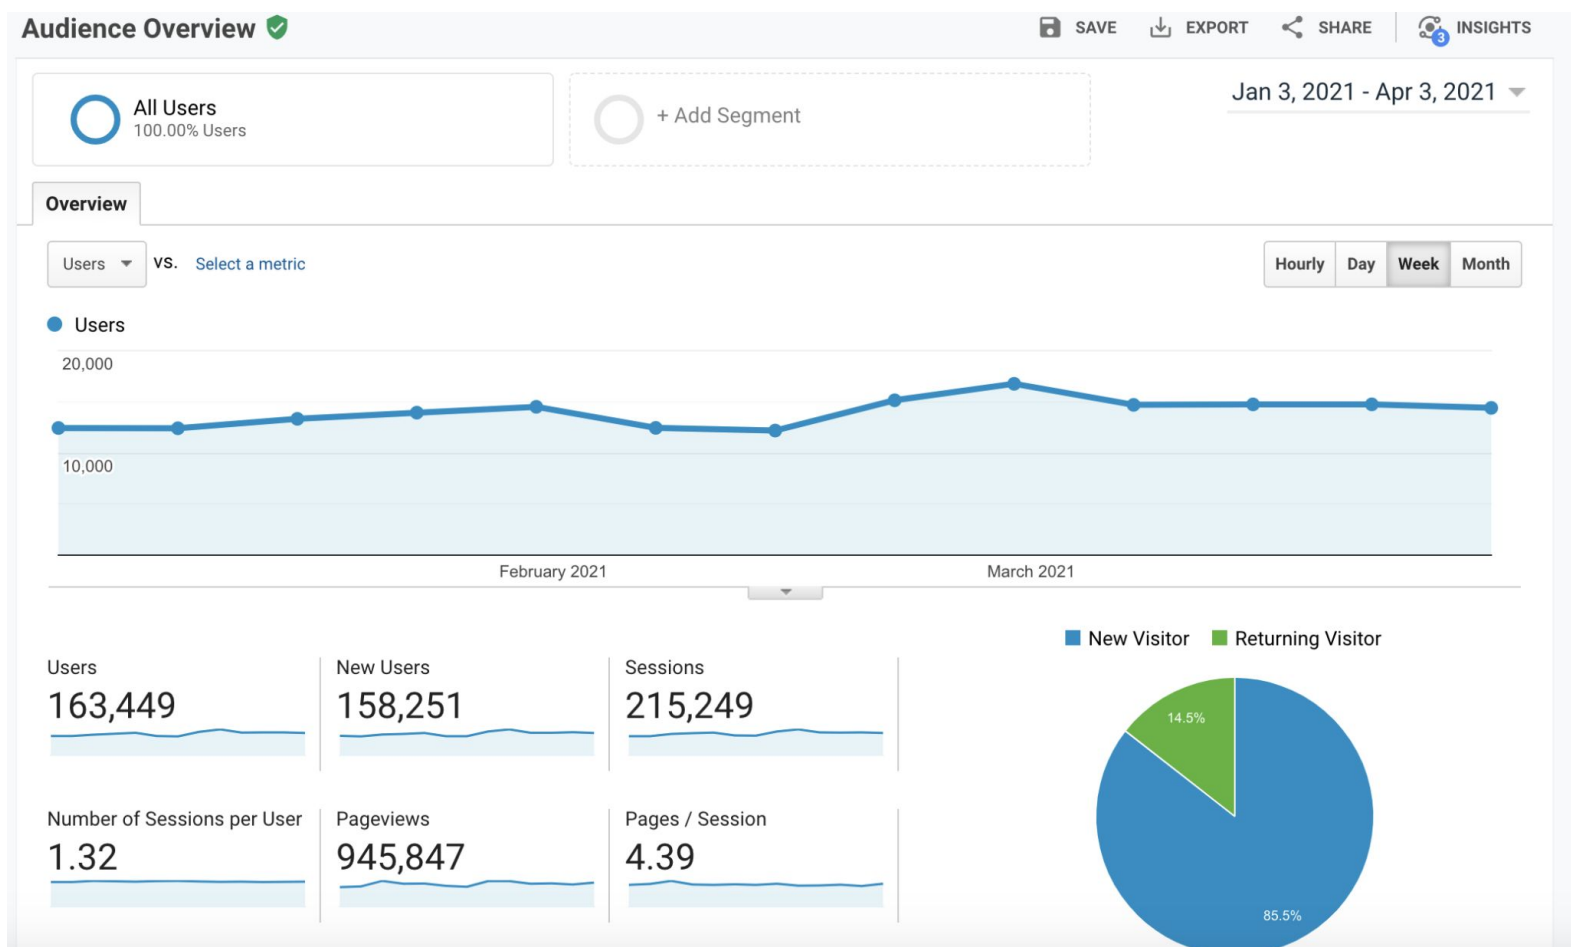 Audience Overview
SAVE
EXPORT
SHARE
3
INSIGHTS
All Users
100.00% Users
+ Add Segment
Jan 3, 2021 - Apr 3, 2021
Overview
Users
VS.
Select a metric
Hourly
Day
Week
Month
Users
20,000
10,000
February 2021
March 2021
New Visitor
Returning Visitor
Users
163,449
New Users
158,251
Sessions
215,249
Number of Sessions per User
1.32
Pageviews
945,847
Pages / Session
4.39
14.5%
85.5%